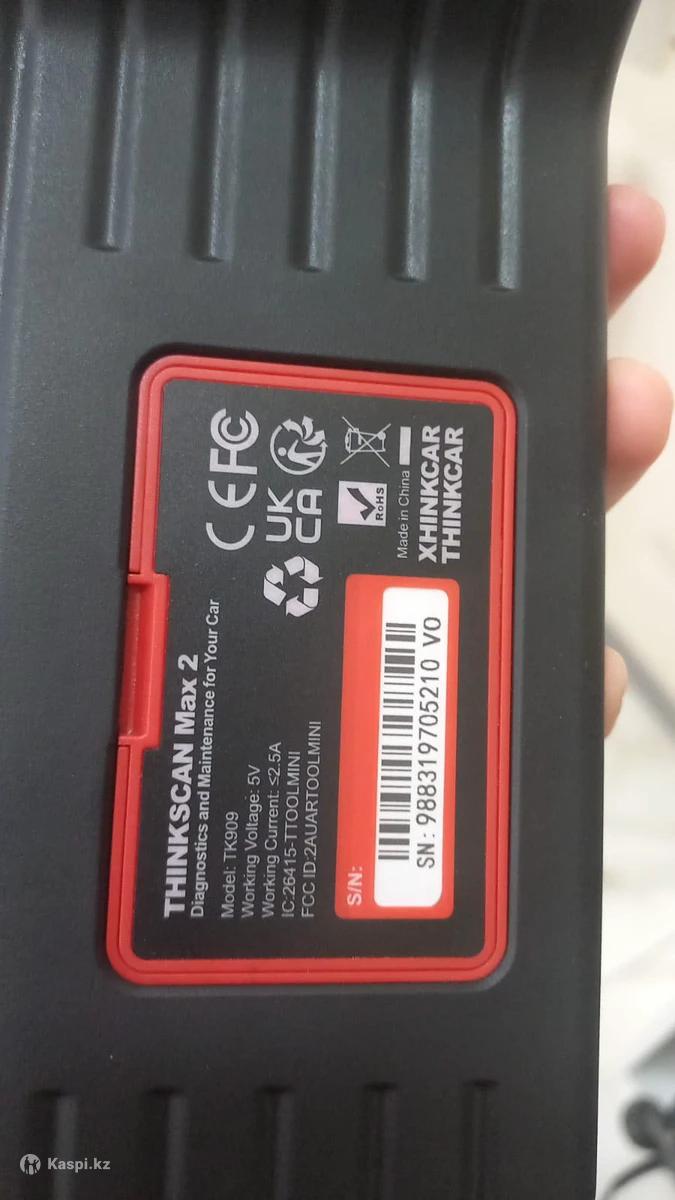 THINKSCAN Max 2
Diagnostics and Maintenance for Your Car
Model: TK909
Working Voltage: 5V
Working Current: ≤2.5A
IC:26415-TTOOLMINI
FCC ID:2AUARTOOLMINI
CE FC
UK
CA
RoHS
Made in China
XHINKCAR
THINKCAR
S/N:
SN: 988319705210 VO
Kaspi.kz